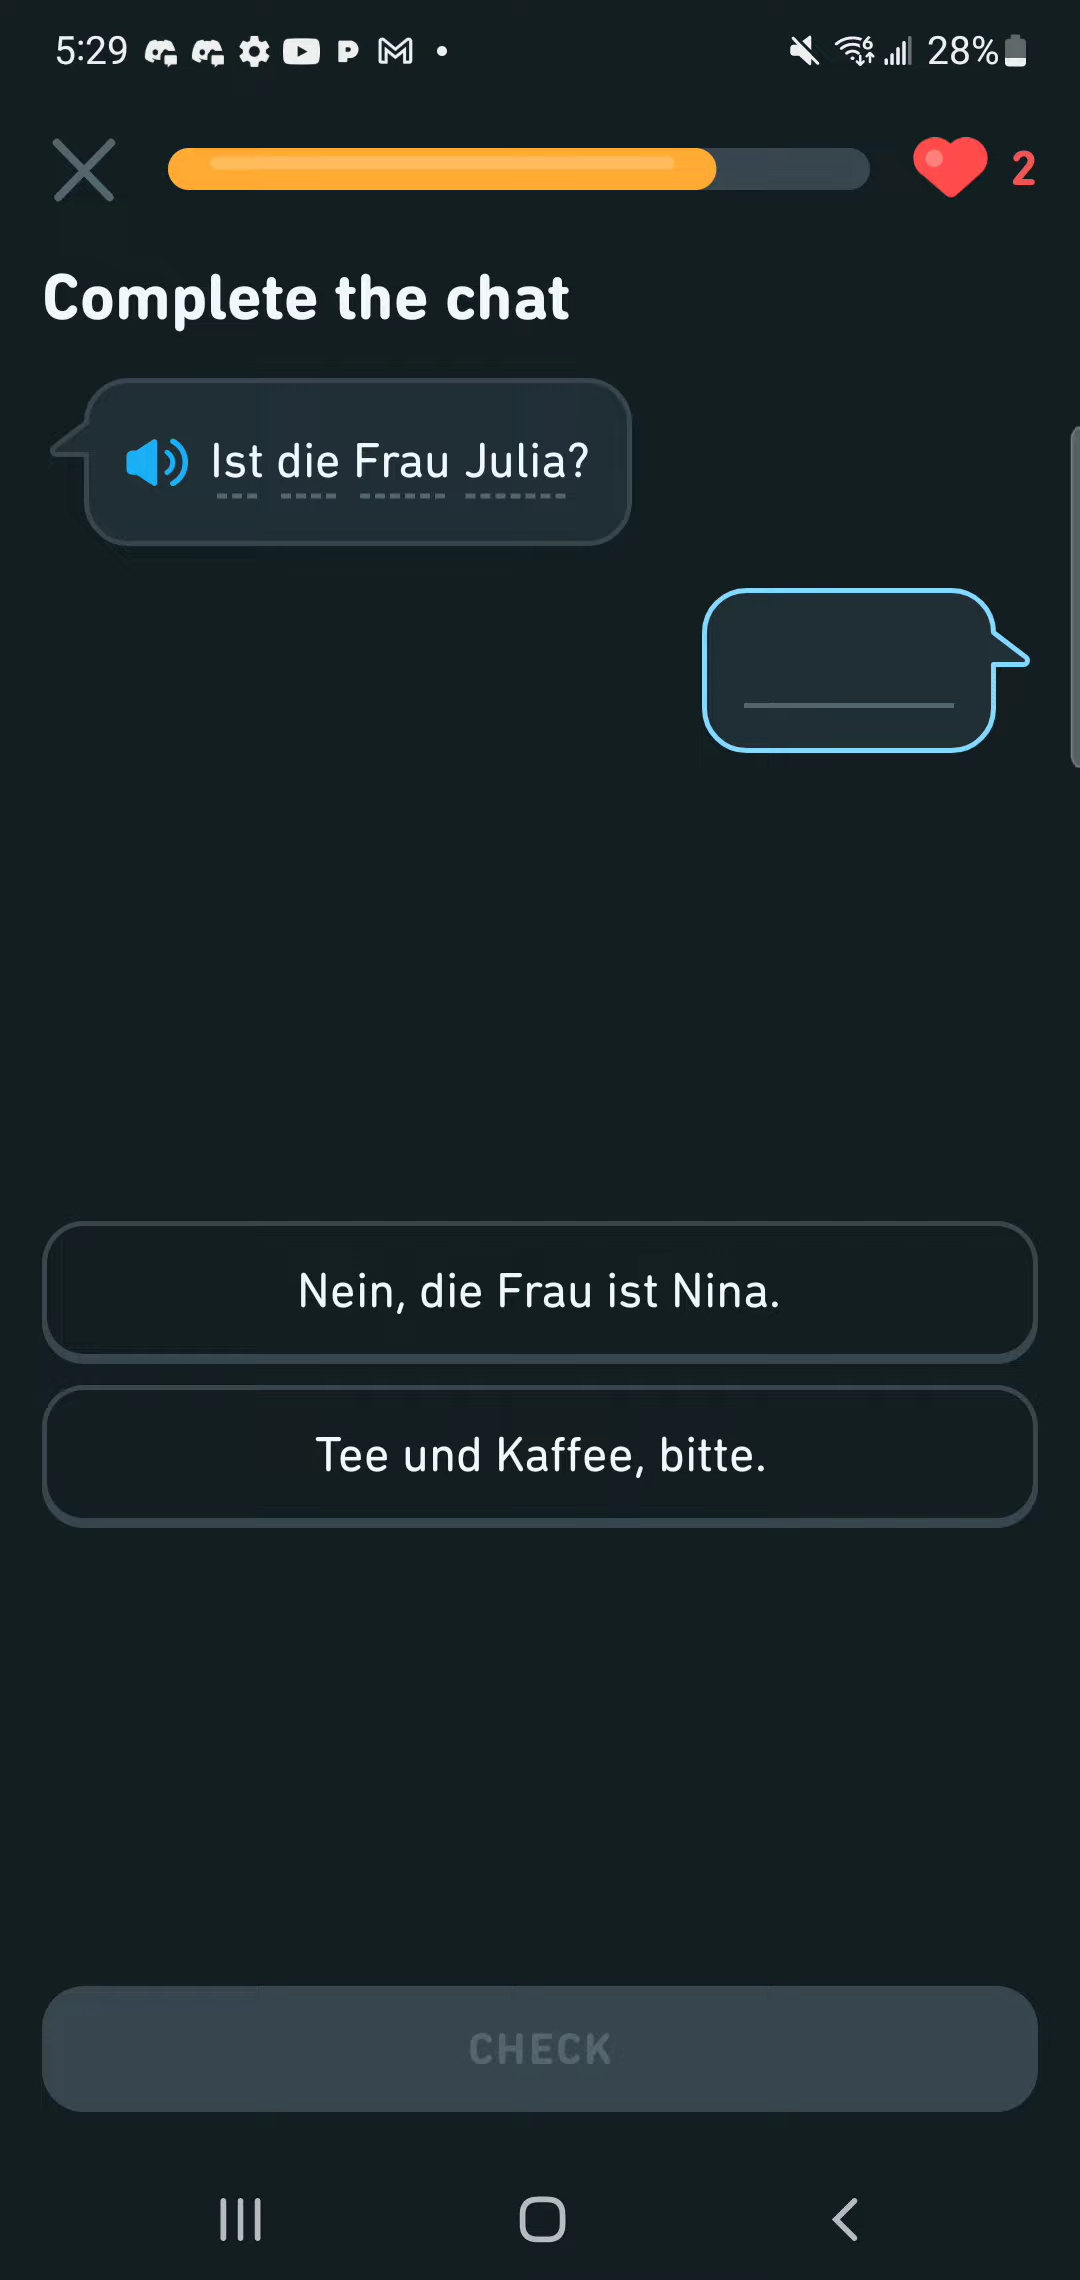 5:29
28%
2
Complete the chat
Ist die Frau Julia?
Nein, die Frau ist Nina.
Tee und Kaffee, bitte.
CHECK